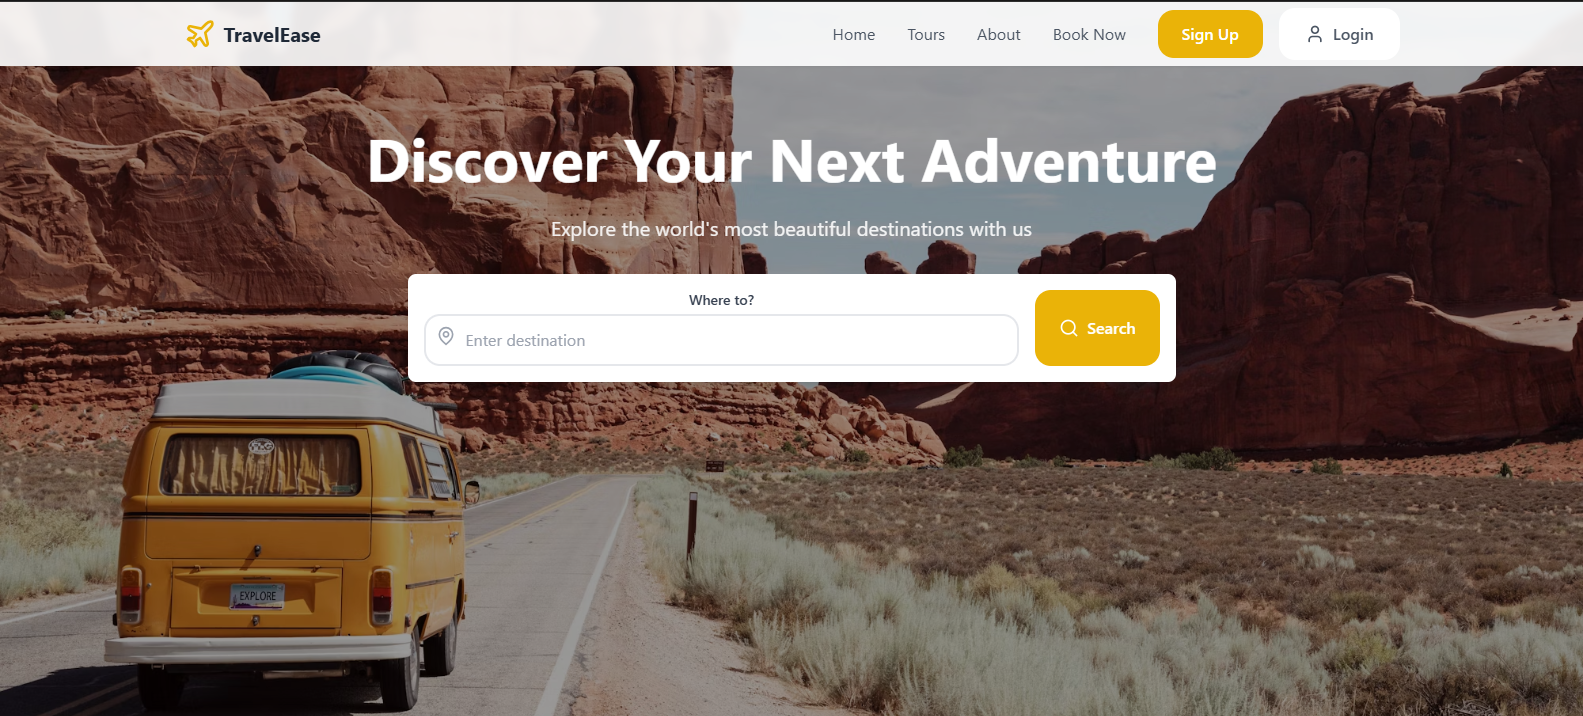 TravelEase
Home
Tours
About
Book Now
Sign Up
Login
Discover Your Next Adventure
Explore the world's most beautiful destinations with us
Where to?
Enter destination
Search
EXPLORE